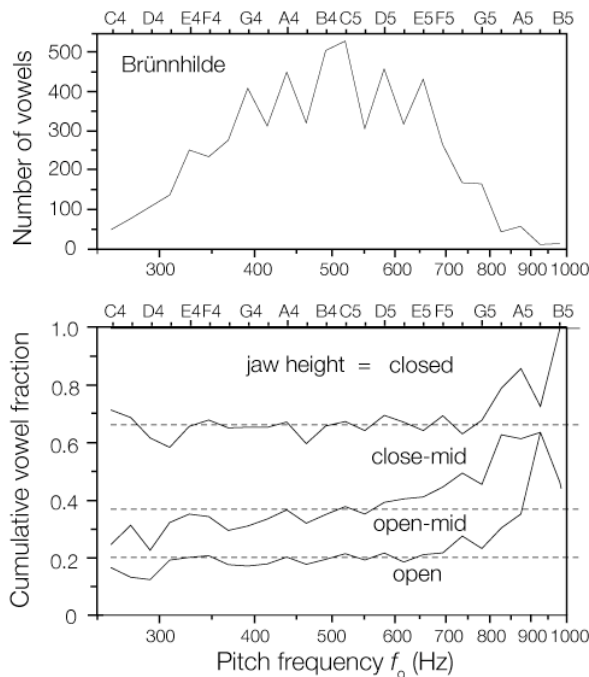 C4 D4 E4 F4 G4 A4 B4 C5 D5 E5 F5 G5 A5 B5
500
Brünnhilde
400
300
200
100
0
Number of vowels
300 400 500 600 700 800 900 1000
C4 D4 E4 F4 G4 A4 B4 C5 D5 E5 F5 G5 A5 B5
1.0
jaw height = closed
0.8
0.6
close-mid
0.4
open-mid
0.2
open
0
Cumulative vowel fraction
300 400 500 600 700 800 900 1000
Pitch frequency fo (Hz)